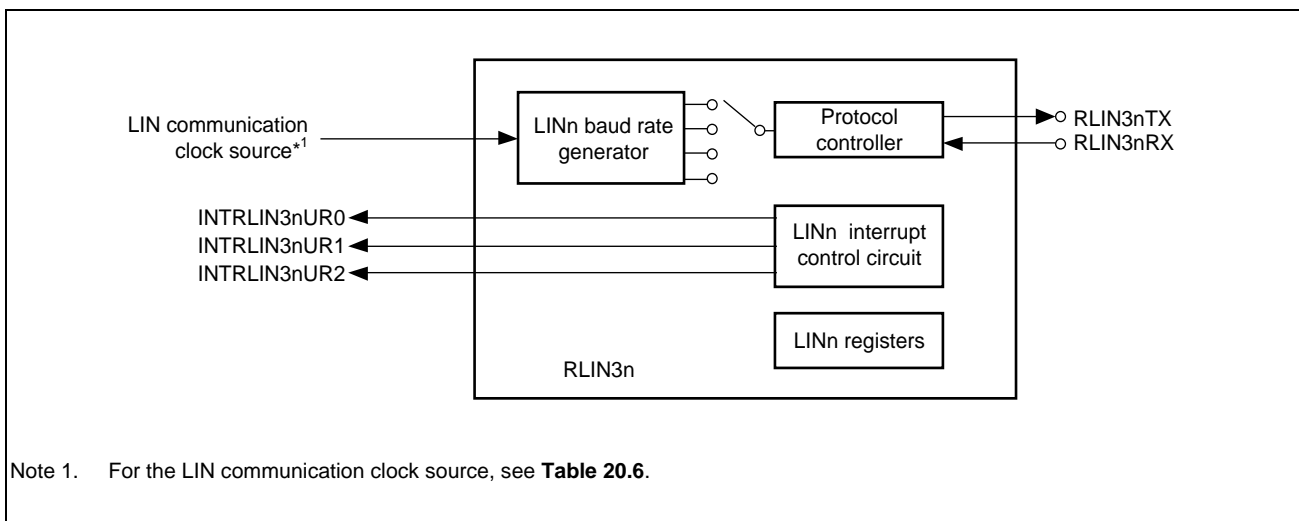 LIN communication
clock source*1
LINn baud rate
generator
Protocol
controller
RLIN3nTX
RLIN3nRX
INTRLIN3nUR0
INTRLIN3nUR1
INTRLIN3nUR2
LINn interrupt
control circuit
LINn registers
RLIN3n
Note 1. For the LIN communication clock source, see Table 20.6.